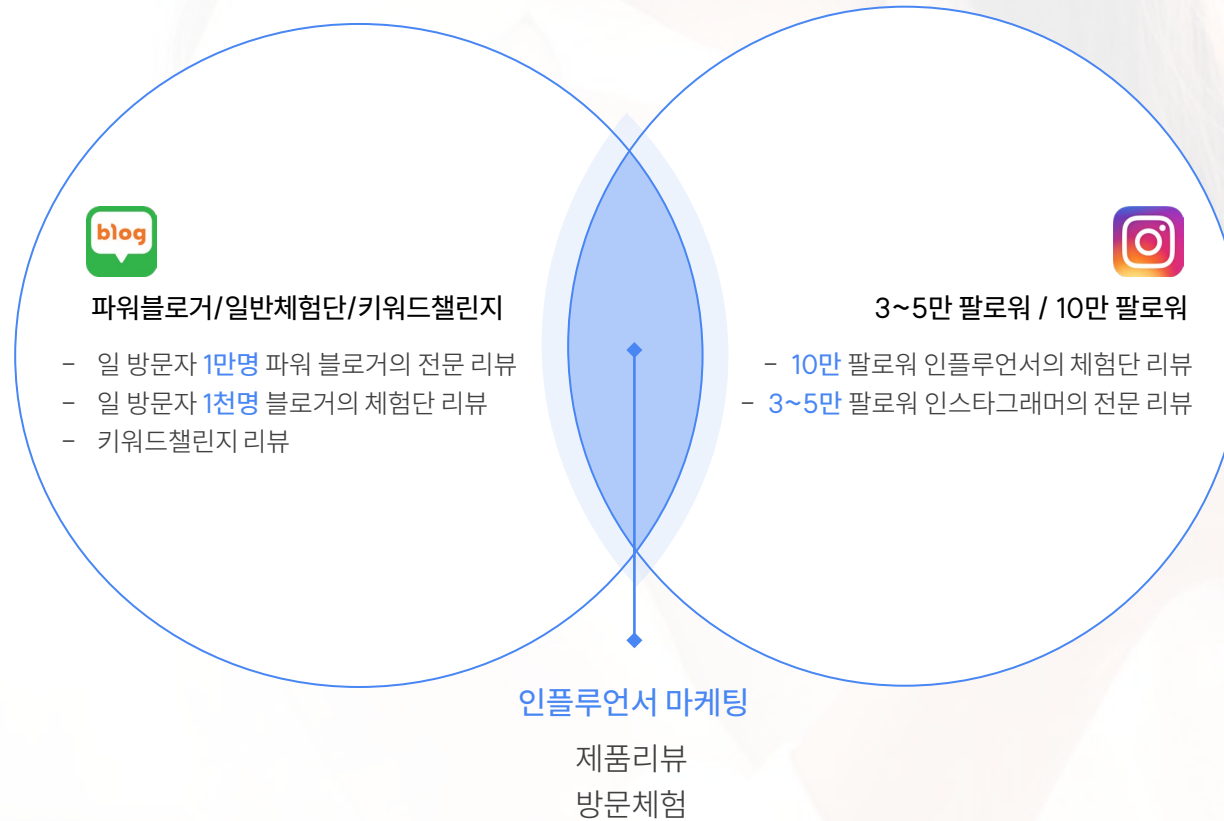 blog
파워블로거/일반체험단/키워드챌린지
- 일 방문자 1만명 파워 블로거의 전문 리뷰
- 일 방문자 1천명 블로거의 체험단 리뷰
- 키워드챌린지 리뷰
3~5만 팔로워 / 10만 팔로워
- 10만 팔로워 인플루언서의 체험단 리뷰
- 3~5만 팔로워 인스타그래머의 전문 리뷰
인플루언서 마케팅
제품리뷰
방문체험